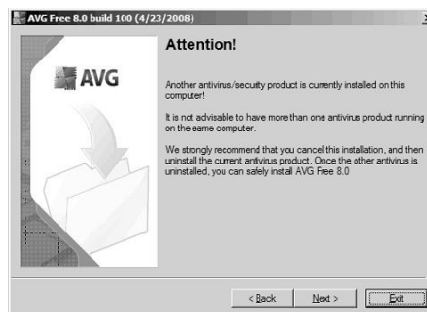 AVG Free 8.0 build 100 (4/23/2008)
Attention!
AVG
Another antivirus/security product is currently installed on this
computer!
It is not advisable to have more than one antivirus product running
on the same computer.
We strongly recommend that you cancel this installation, and then
uninstall the current antivirus product. Once the other antivirus is
uninstalled, you can safely install AVG Free 8.0
< Back
Next >
Exit